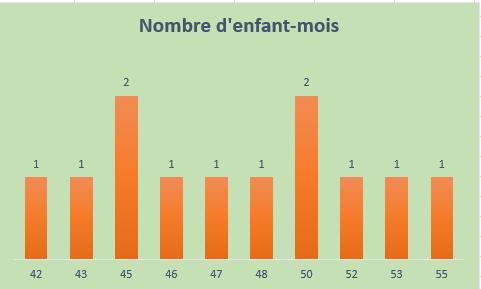 Nombre d'enfant-mois
1 1 2 1 1 1 2 1 1 1
42 43 45 46 47 48 50 52 53 55